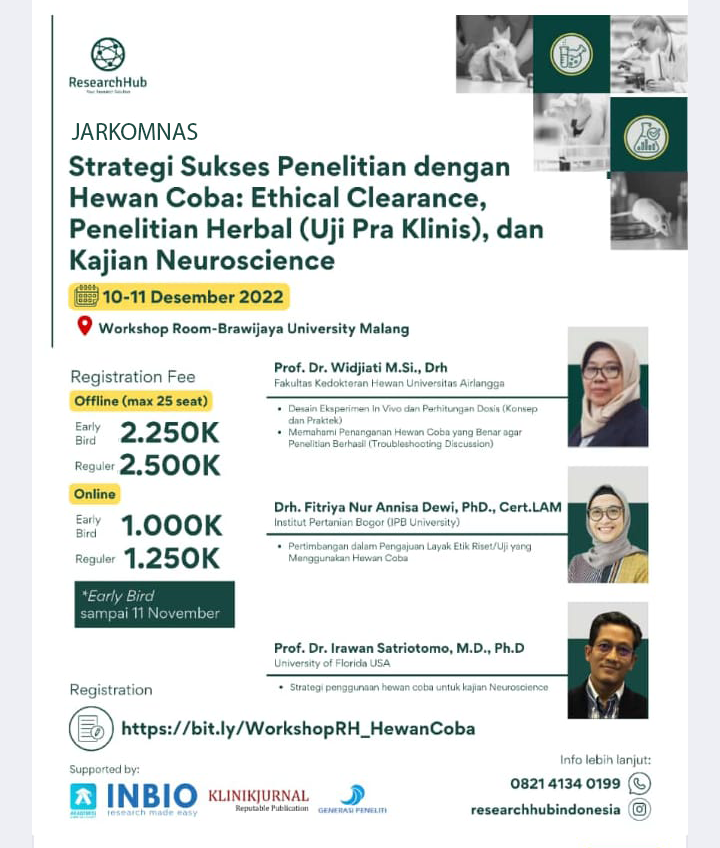 ResearchHub
Your Research Solution
JARKOMNAS
Strategi Sukses Penelitian dengan
Hewan Coba: Ethical Clearance,
Penelitian Herbal (Uji Pra Klinis), dan
Kajian Neuroscience
10-11 Desember 2022
Workshop Room-Brawijaya University Malang
Registration Fee
Offline (max 25 seat)
Early Bird 2.250K
Reguler 2.500K
Online
Early Bird 1.000K
Reguler 1.250K
*Early Bird
sampai 11 November
Prof. Dr. Widjiati M.Si., Drh
Fakultas Kedokteran Hewan Universitas Airlangga
• Desain Eksperimen In Vivo dan Perhitungan Dosis (Konsep
dan Praktek)
• Memahami Penanganan Hewan Coba yang Benar agar
Penelitian Berhasil (Troubleshooting Discussion)
Drh. Fitriya Nur Annisa Dewi, PhD., Cert.LAM
Institut Pertanian Bogor (IPB University)
• Pertimbangan dalam Pengajuan Layak Etik Riset/Uji yang
Menggunakan Hewan Coba
Prof. Dr. Irawan Satriotomo, M.D., Ph.D
University of Florida USA
• Strategi penggunaan hewan coba untuk kajian Neuroscience
Registration
https://bit.ly/WorkshopRH_HewanCoba
Supported by:
INBIO
research made easy
KLINIKJURNAL
Reputable Publication
GENERASI PENELITI
Info lebih lanjut:
0821 4134 0199
researchhubindonesia